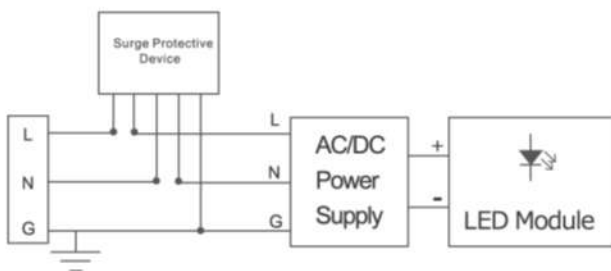 Surge Protective
Device
L
N
G
L
N
G
AC/DC
Power
Supply
+
-
LED Module